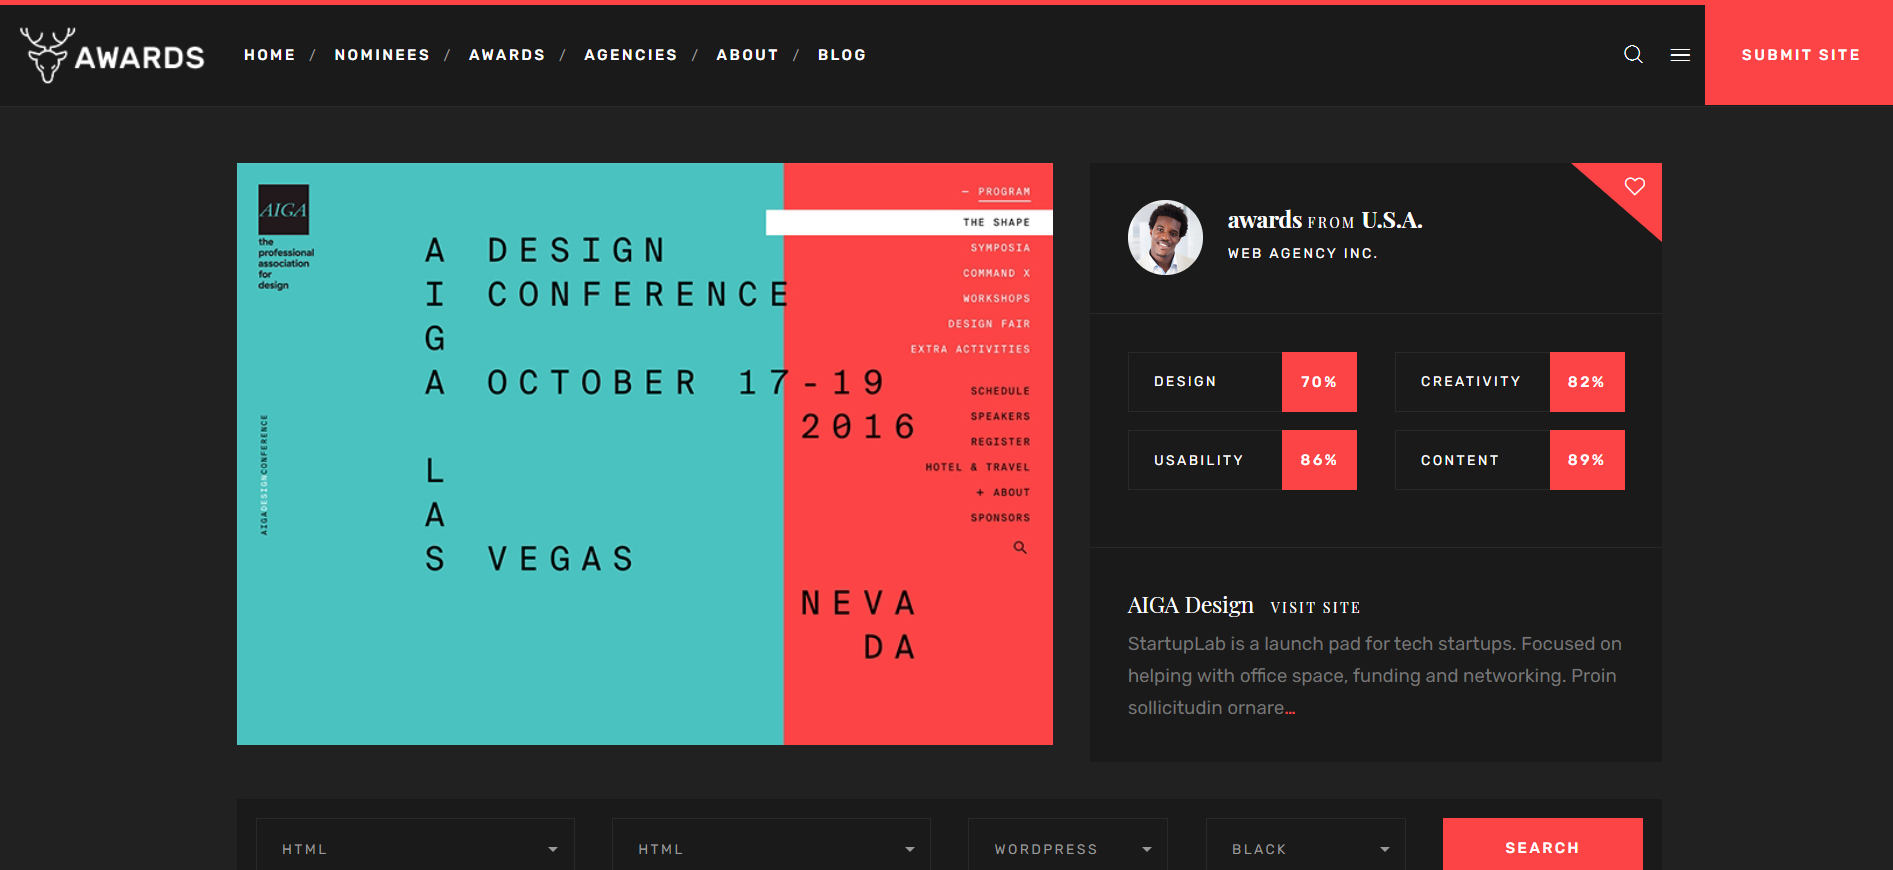 AWARDS
HOME / NOMINEES / AWARDS / AGENCIES / ABOUT / BLOG
SUBMIT SITE
AIGA
the
professional
association
for
design
AIGADESIGNCONFERENCE
A DESIGN
I CONFERENCE
G
A OCTOBER 17-19
2016
L
A
S VEGAS
NEVA
DA
— PROGRAM
THE SHAPE
SYMPOSIA
COMMAND X
WORKSHOPS
DESIGN FAIR
EXTRA ACTIVITIES
SCHEDULE
SPEAKERS
REGISTER
HOTEL & TRAVEL
+ ABOUT
SPONSORS
awards FROM U.S.A.
WEB AGENCY INC.
DESIGN 70%
CREATIVITY 82%
USABILITY 86%
CONTENT 89%
AIGA Design VISIT SITE
StartupLab is a launch pad for tech startups. Focused on
helping with office space, funding and networking. Proin
sollicitudin ornare...
HTML
HTML
WORDPRESS
BLACK
SEARCH